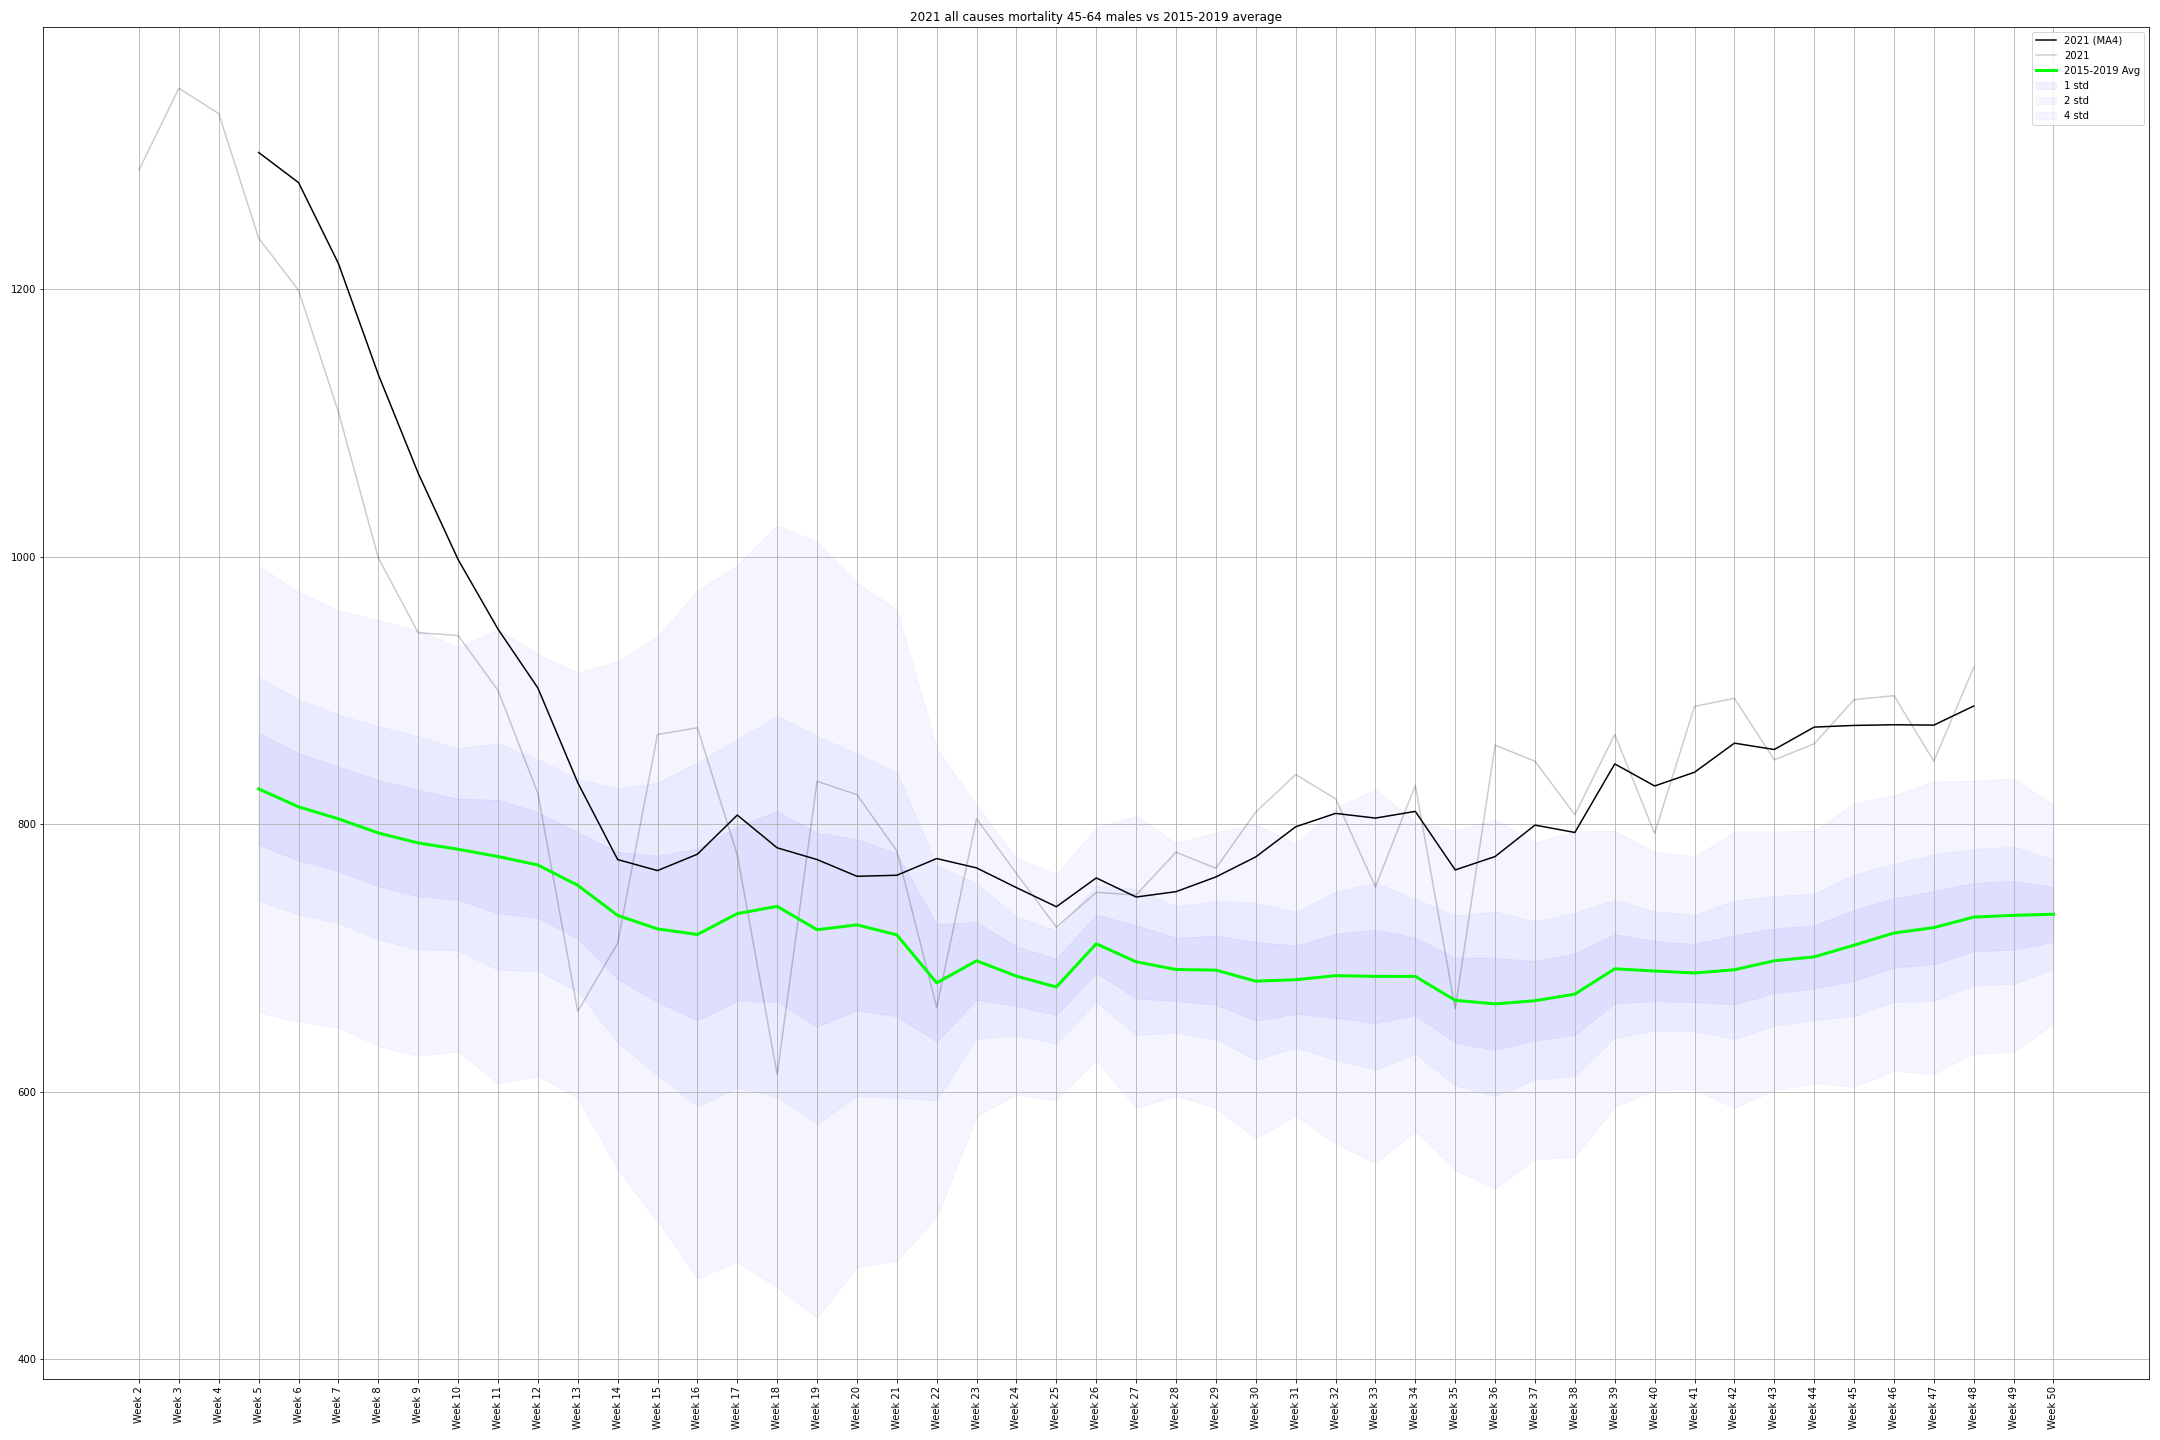 2021 all causes mortality 45-64 males vs 2015-2019 average
2021 (MA4)
2021
2015-2019 Avg
1 std
2 std
4 std
1200
1000
800
600
400
Week 2
Week 3
Week 4
Week 5
Week 6
Week 7
Week 8
Week 9
Week 10
Week 11
Week 12
Week 13
Week 14
Week 15
Week 16
Week 17
Week 18
Week 19
Week 20
Week 21
Week 22
Week 23
Week 24
Week 25
Week 26
Week 27
Week 28
Week 29
Week 30
Week 31
Week 32
Week 33
Week 34
Week 35
Week 36
Week 37
Week 38
Week 39
Week 40
Week 41
Week 42
Week 43
Week 44
Week 45
Week 46
Week 47
Week 48
Week 49
Week 50